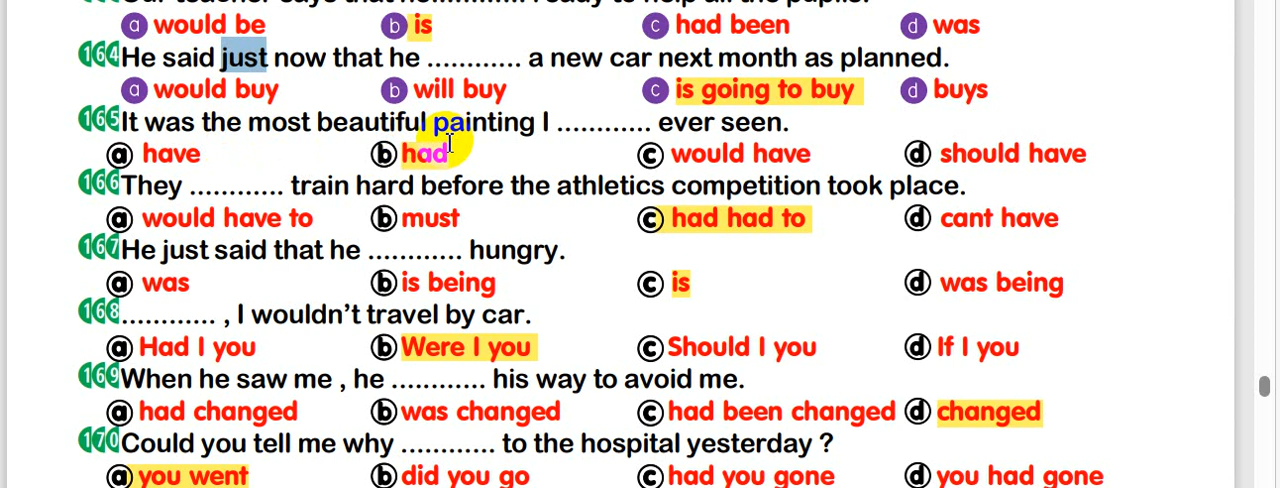 ⓐ would be ⓑ is ⓒ had been ⓓ was
164 He said just now that he ............ a new car next month as planned.
ⓐ would buy ⓑ will buy ⓒ is going to buy ⓓ buys
165 It was the most beautiful painting I ............ ever seen.
ⓐ have ⓑ had ⓒ would have ⓓ should have
166 They ............ train hard before the athletics competition took place.
ⓐ would have to ⓑ must ⓒ had had to ⓓ cant have
167 He just said that he ............ hungry.
ⓐ was ⓑ is being ⓒ is ⓓ was being
168 ............ , I wouldn't travel by car.
ⓐ Had I you ⓑ Were I you ⓒ Should I you ⓓ If I you
169 When he saw me , he ............ his way to avoid me.
ⓐ had changed ⓑ was changed ⓒ had been changed ⓓ changed
170 Could you tell me why ............ to the hospital yesterday ?
ⓐ you went ⓑ did you go ⓒ had you gone ⓓ you had gone